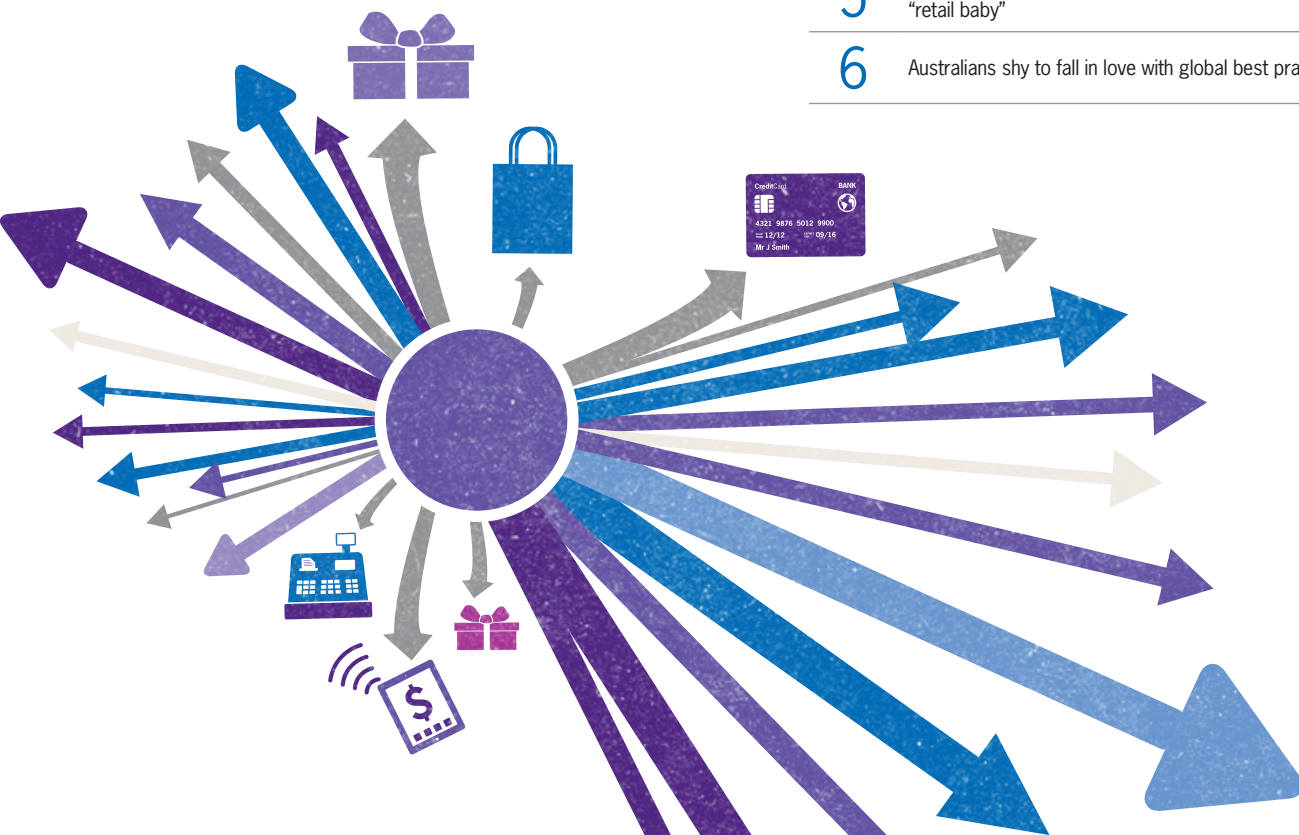 5
“retail baby”
6 Australians shy to fall in love with global best pra
CreditCard BANK
4321 9876 5012 9900
12/12 09/16
Mr J Smith
$